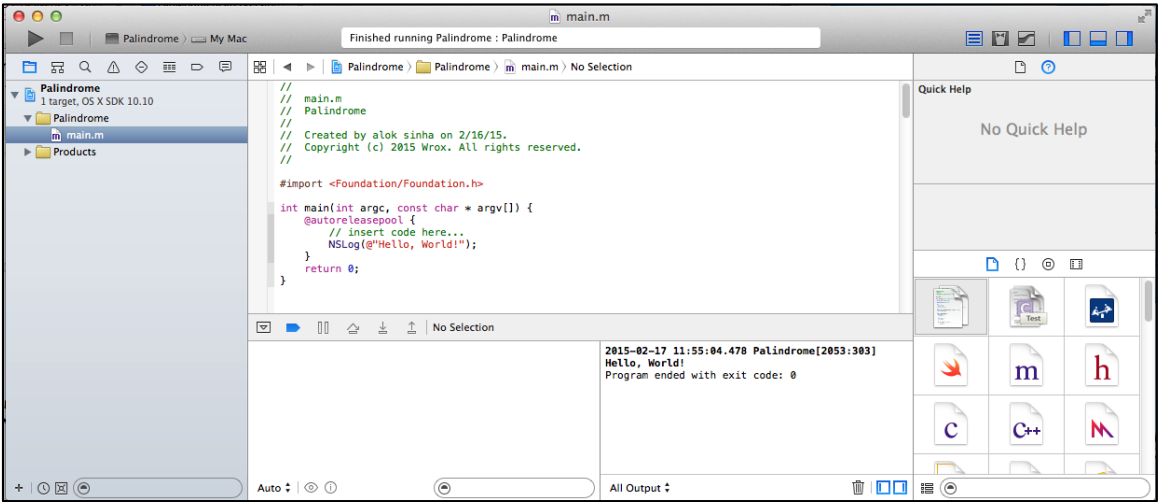 main.m
Palindrome 〉 My Mac
Finished running Palindrome : Palindrome
Palindrome 〉 Palindrome 〉 m main.m 〉 No Selection
Palindrome
1 target, OS X SDK 10.10
Palindrome
m main.m
Products
//
//  main.m
//  Palindrome
//
//  Created by alok sinha on 2/16/15.
//  Copyright (c) 2015 Wrox. All rights reserved.
//
#import <Foundation/Foundation.h>
int main(int argc, const char * argv[]) {
    @autoreleasepool {
        // insert code here...
        NSLog(@"Hello, World!");
    }
    return 0;
}
Quick Help
No Quick Help
{}
No Selection
2015-02-17 11:55:04.478 Palindrome[2053:303]
Hello, World!
Program ended with exit code: 0
C Test
m h
C C++
Auto
All Output